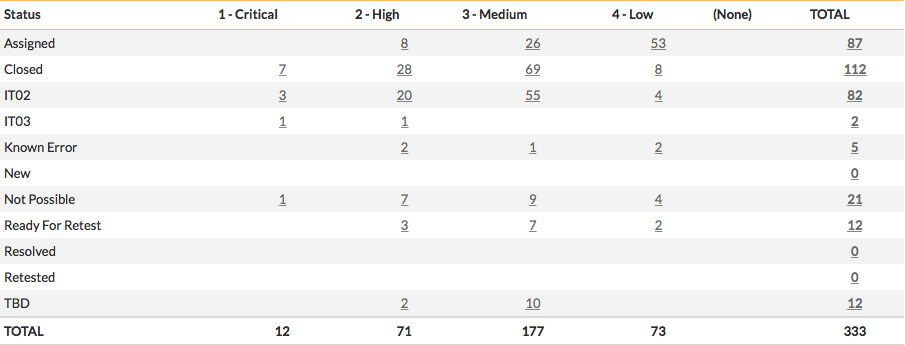 Status 1 - Critical 2 - High 3 - Medium 4 - Low (None) TOTAL
Assigned 8 26 53 87
Closed 7 28 69 8 112
IT02 3 20 55 4 82
IT03 1 1 2
Known Error 2 1 2 5
New 0
Not Possible 1 7 9 4 21
Ready For Retest 3 7 2 12
Resolved 0
Retested 0
TBD 2 10 12
TOTAL 12 71 177 73 333